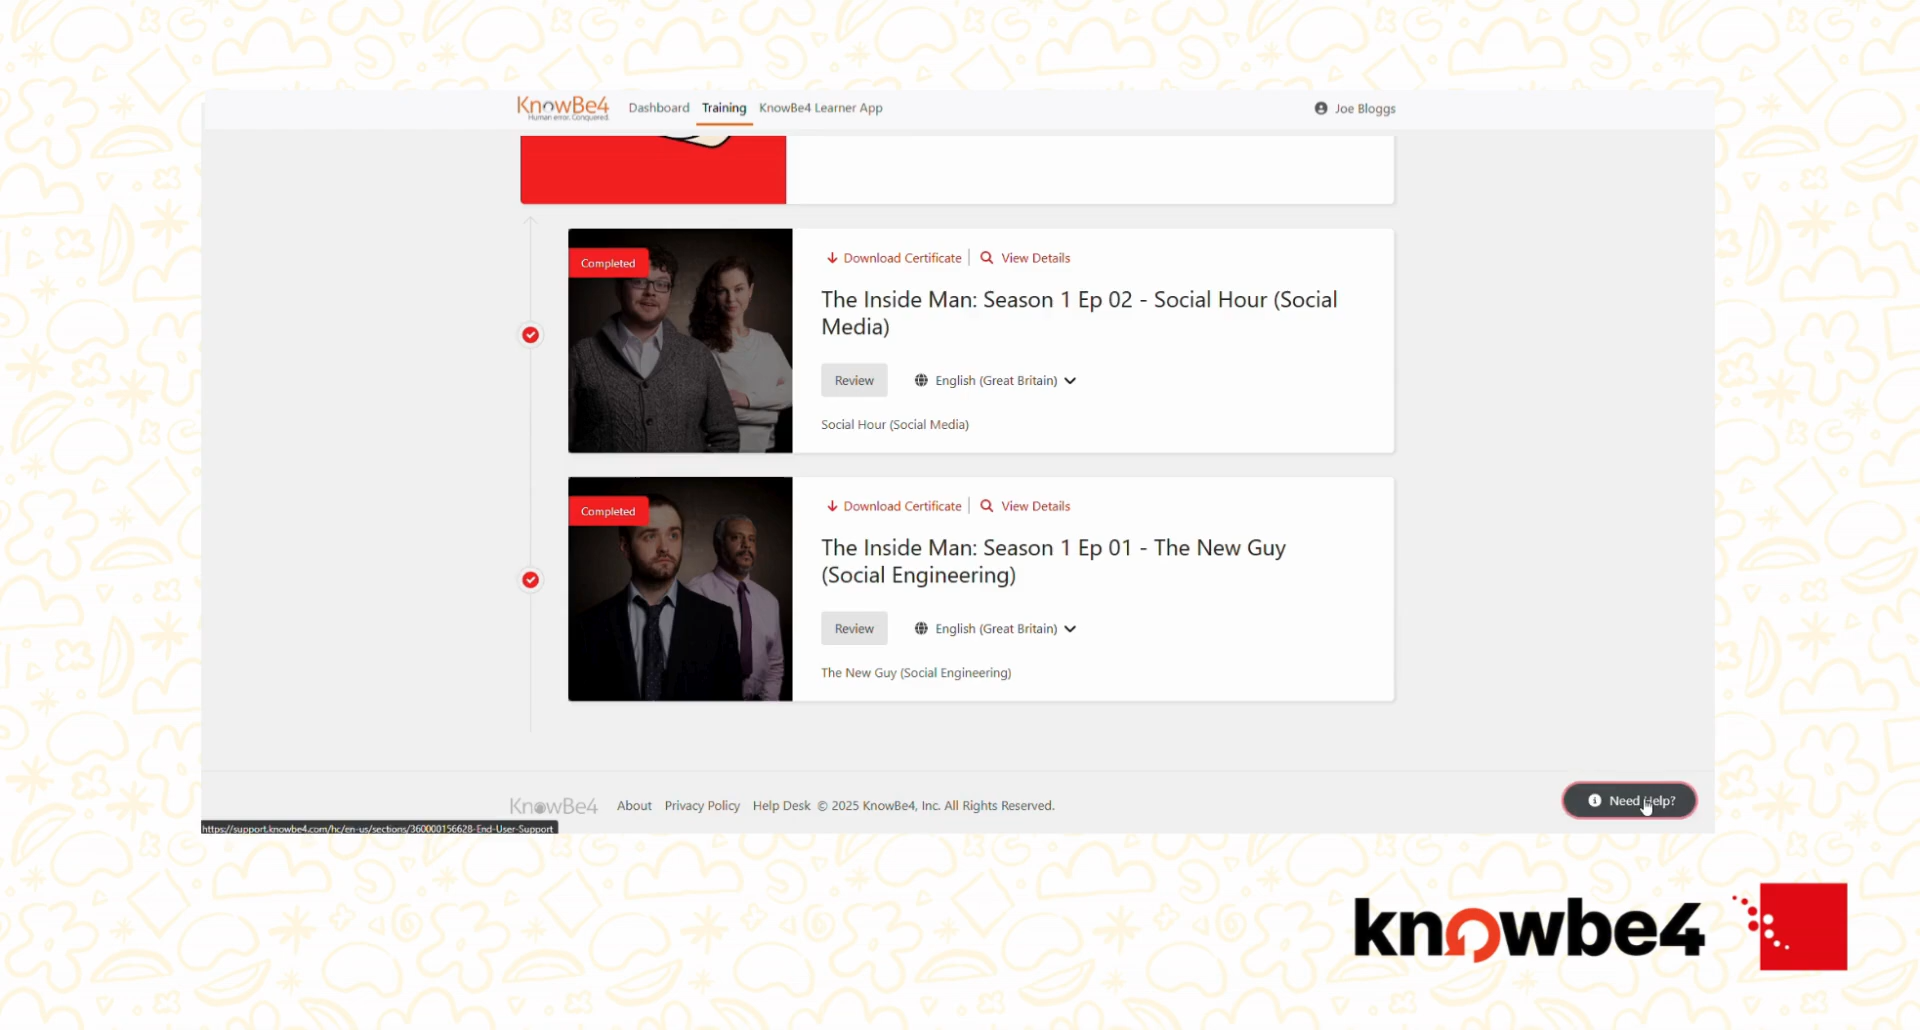 KnowBe4
Human error. Conquered.
Dashboard Training KnowBe4 Learner App
Joe Bloggs
Completed
Download Certificate | View Details
The Inside Man: Season 1 Ep 02 - Social Hour (Social
Media)
Review English (Great Britain)
Social Hour (Social Media)
Completed
Download Certificate | View Details
The Inside Man: Season 1 Ep 01 - The New Guy
(Social Engineering)
Review English (Great Britain)
The New Guy (Social Engineering)
KnowBe4 About Privacy Policy Help Desk © 2025 KnowBe4, Inc. All Rights Reserved.
Need Help?
https://support.knowbe4.com/hc/en-us/sections/360000156628-End-User-Support
knowbe4